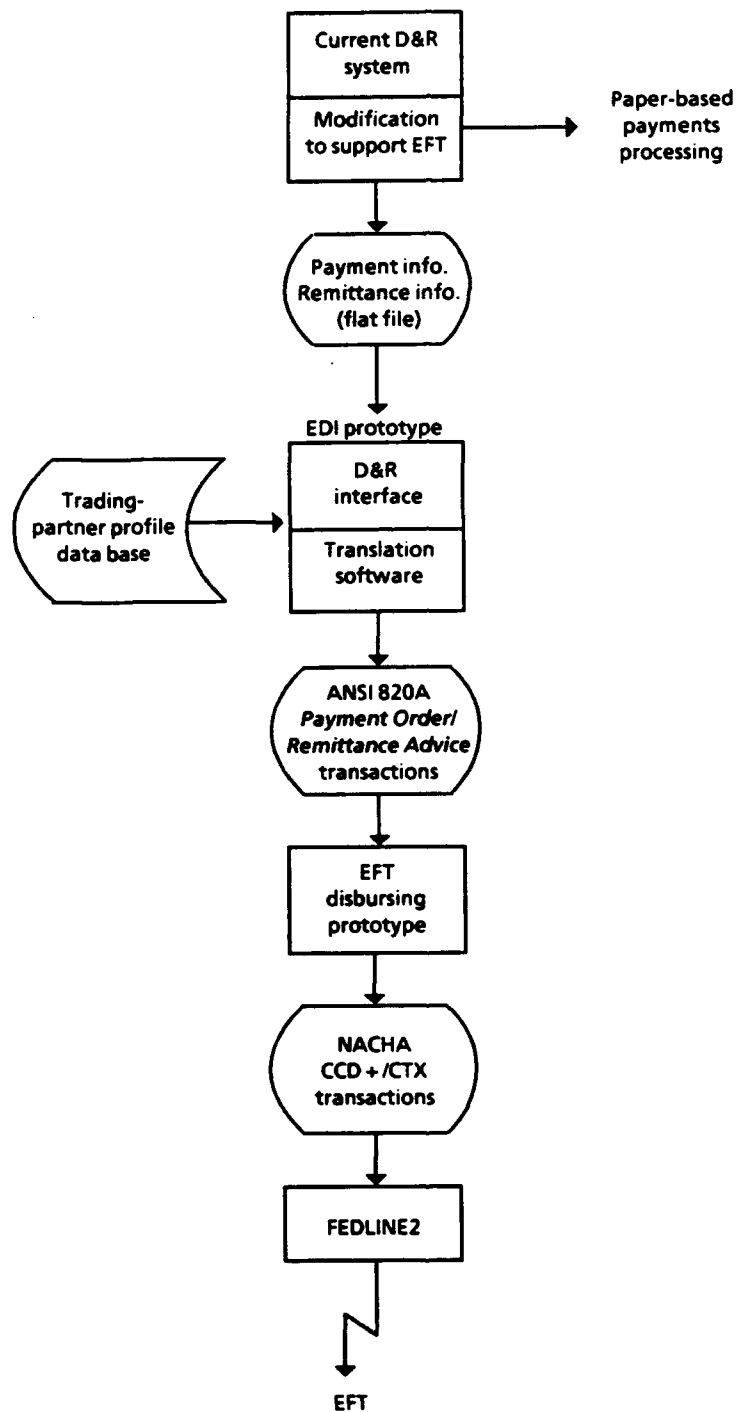 Current D&R
system
Modification
to support EFT
Paper-based
payments
processing
Payment info.
Remittance info.
(flat file)
EDI prototype
D&R
interface
Translation
software
Trading-
partner profile
data base
ANSI 820A
Payment Order/
Remittance Advice
transactions
EFT
disbursing
prototype
NACHA
CCD + /CTX
transactions
FEDLINE2
EFT